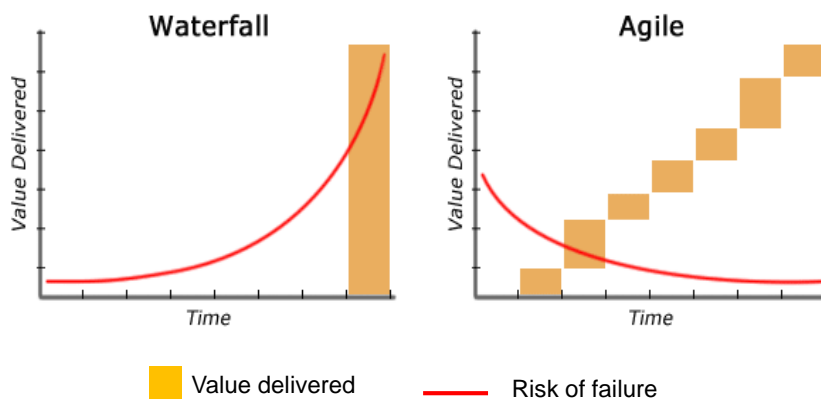 Waterfall
Value Delivered
Time
Agile
Value Delivered
Time
Value delivered
Risk of failure